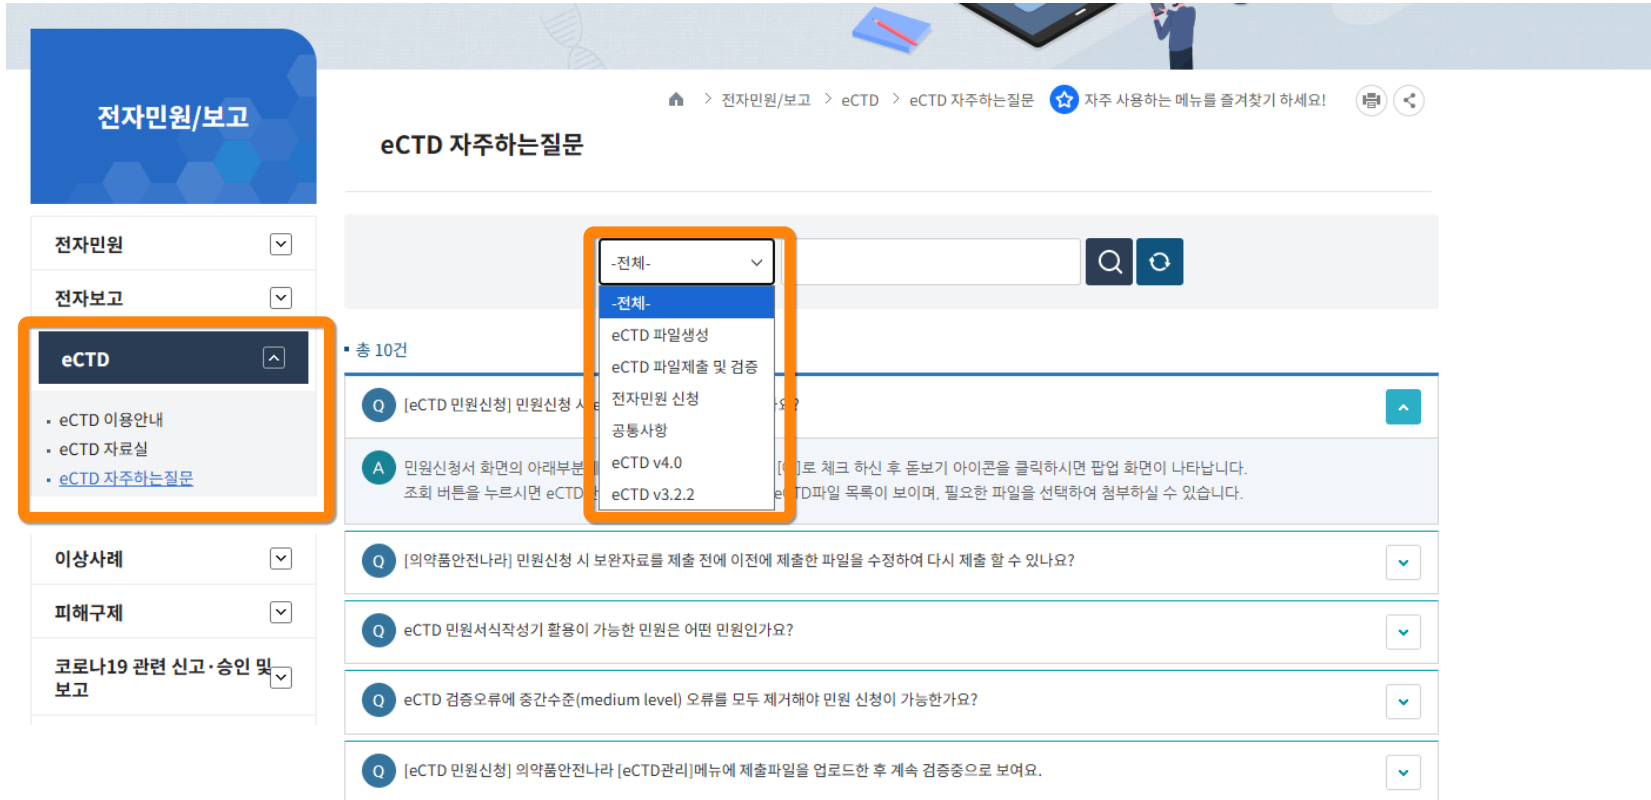 전자민원/보고
전자민원/보고 > eCTD > eCTD 자주하는질문
자주 사용하는 메뉴를 즐겨찾기 하세요!
eCTD 자주하는질문
전자민원
전자보고
eCTD
eCTD 이용안내
eCTD 자료실
eCTD 자주하는질문
이상사례
피해구제
코로나19 관련 신고·승인 및
보고
-전체-
-전체-
eCTD 파일생성
eCTD 파일제출 및 검증
전자민원 신청
공통사항
eCTD v4.0
eCTD v3.2.2
총 10건
Q [eCTD 민원신청] 민원신청 시
A 민원신청서 화면의 아래부분 로 체크 하신 후 돋보기 아이콘을 클릭하시면 팝업 화면이 나타납니다.
조회 버튼을 누르시면 eCTD 파일 목록이 보이며, 필요한 파일을 선택하여 첨부하실 수 있습니다.
Q [의약품안전나라] 민원신청 시 보완자료를 제출 전에 이전에 제출한 파일을 수정하여 다시 제출 할 수 있나요?
Q eCTD 민원서식작성기 활용이 가능한 민원은 어떤 민원인가요?
Q eCTD 검증오류에 중간수준(medium level) 오류를 모두 제거해야 민원 신청이 가능한가요?
Q [eCTD 민원신청] 의약품안전나라 [eCTD관리]메뉴에 제출파일을 업로드한 후 계속 검증중으로 보여요.